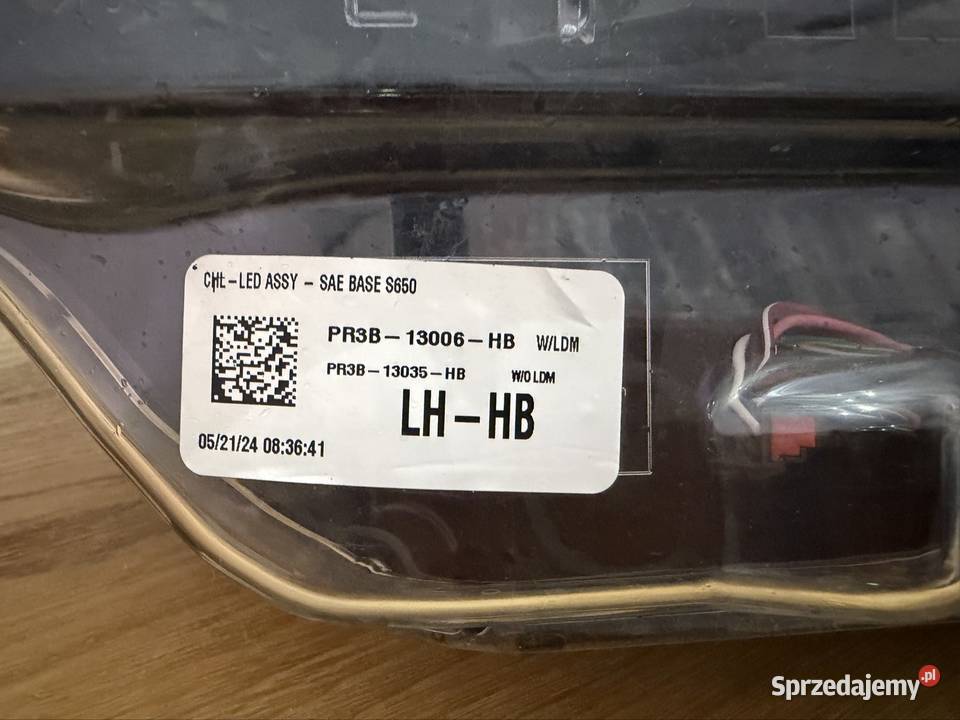 CHL-LED ASSY - SAE BASE S650
PR3B-13006-HB W/LDM
PR3B-13035-HB W/O LDM
LH-HB
05/21/24 08:36:41
Sprzedajemy.pl